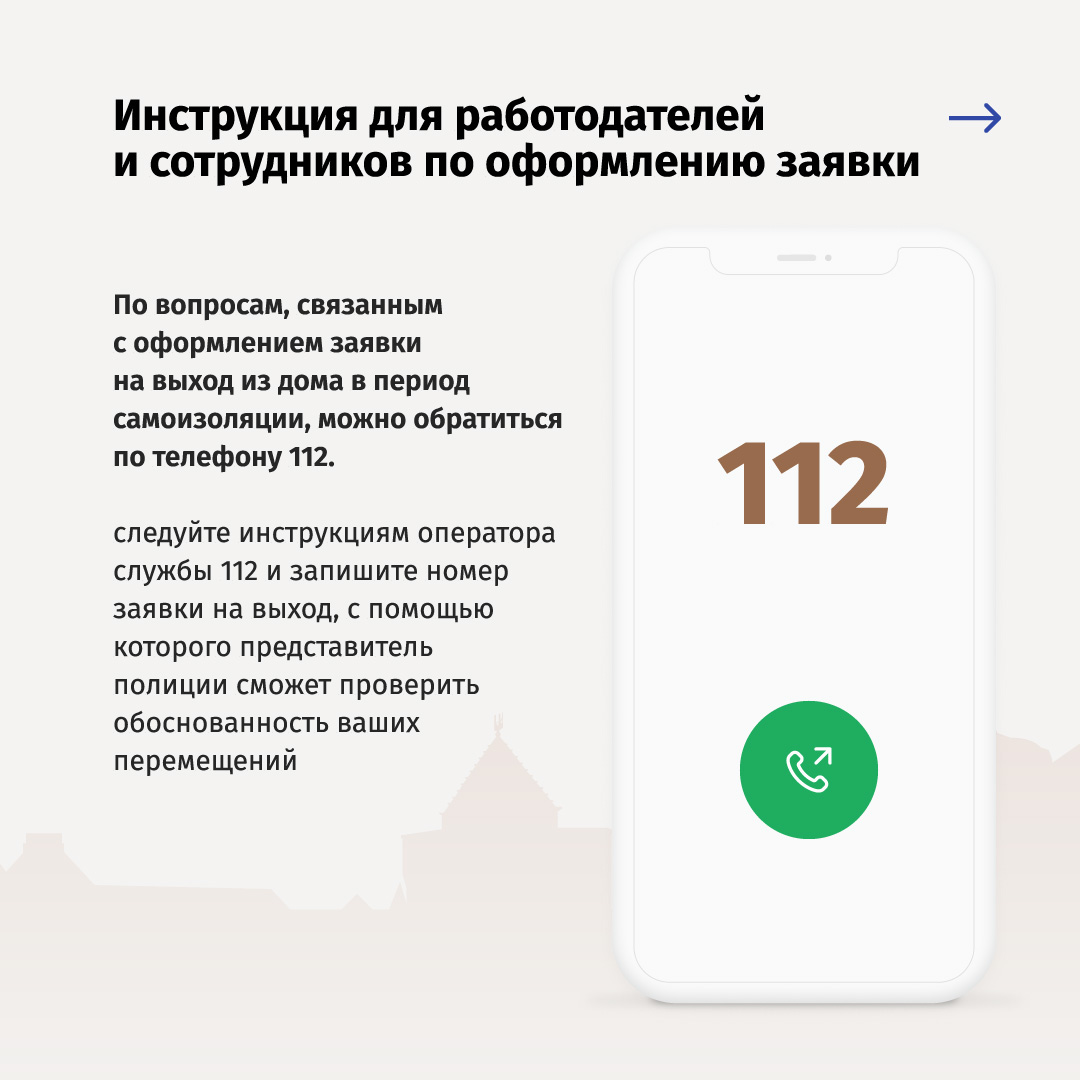 Инструкция для работодателей
и сотрудников по оформлению заявки
По вопросам, связанным
с оформлением заявки
на выход из дома в период
самоизоляции, можно обратиться
по телефону 112.
следуйте инструкциям оператора
службы 112 и запишите номер
заявки на выход, с помощью
которого представитель
полиции сможет проверить
обоснованность ваших
перемещений
112